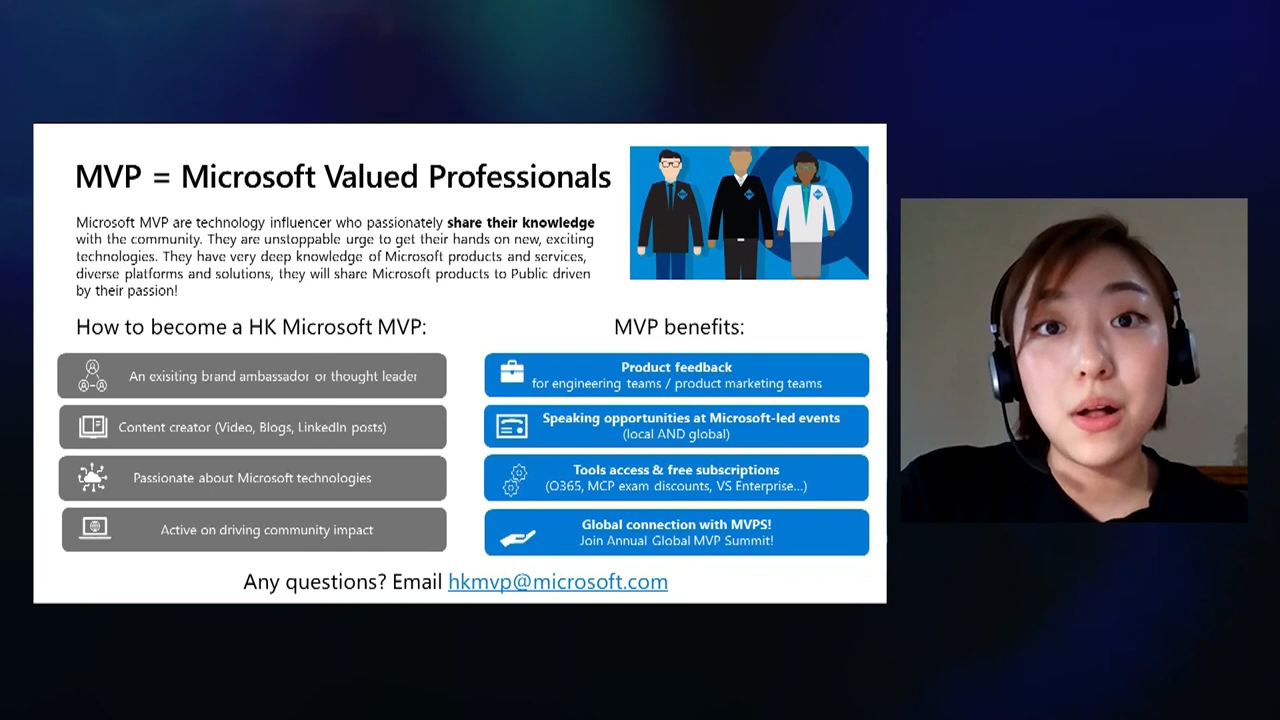 MVP = Microsoft Valued Professionals
Microsoft MVP are technology influencer who passionately share their knowledge
with the community. They are unstoppable urge to get their hands on new, exciting
technologies. They have very deep knowledge of Microsoft products and services,
diverse platforms and solutions, they will share Microsoft products to Public driven
by their passion!
How to become a HK Microsoft MVP:
An exisiting brand ambassador or thought leader
Content creator (Video, Blogs, LinkedIn posts)
Passionate about Microsoft technologies
Active on driving community impact
MVP benefits:
Product feedback
for engineering teams / product marketing teams
Speaking opportunities at Microsoft-led events
(local AND global)
Tools access & free subscriptions
(O365, MCP exam discounts, VS Enterprise...)
Global connection with MVPS!
Join Annual Global MVP Summit!
Any questions? Email hkmvp@microsoft.com